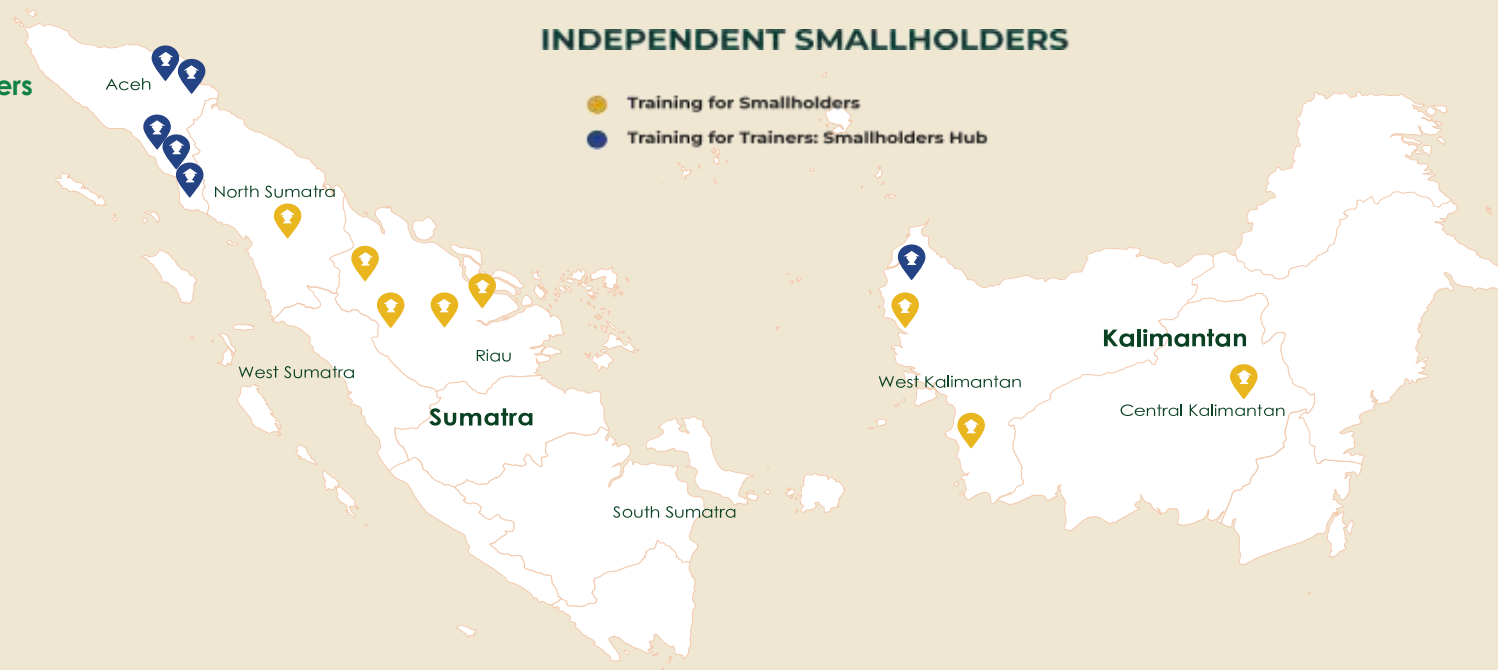 INDEPENDENT SMALLHOLDERS
ers
Training for Smallholders
Training for Trainers: Smallholders Hub
Aceh
North Sumatra
Riau
West Sumatra
Sumatra
South Sumatra
Kalimantan
West Kalimantan
Central Kalimantan